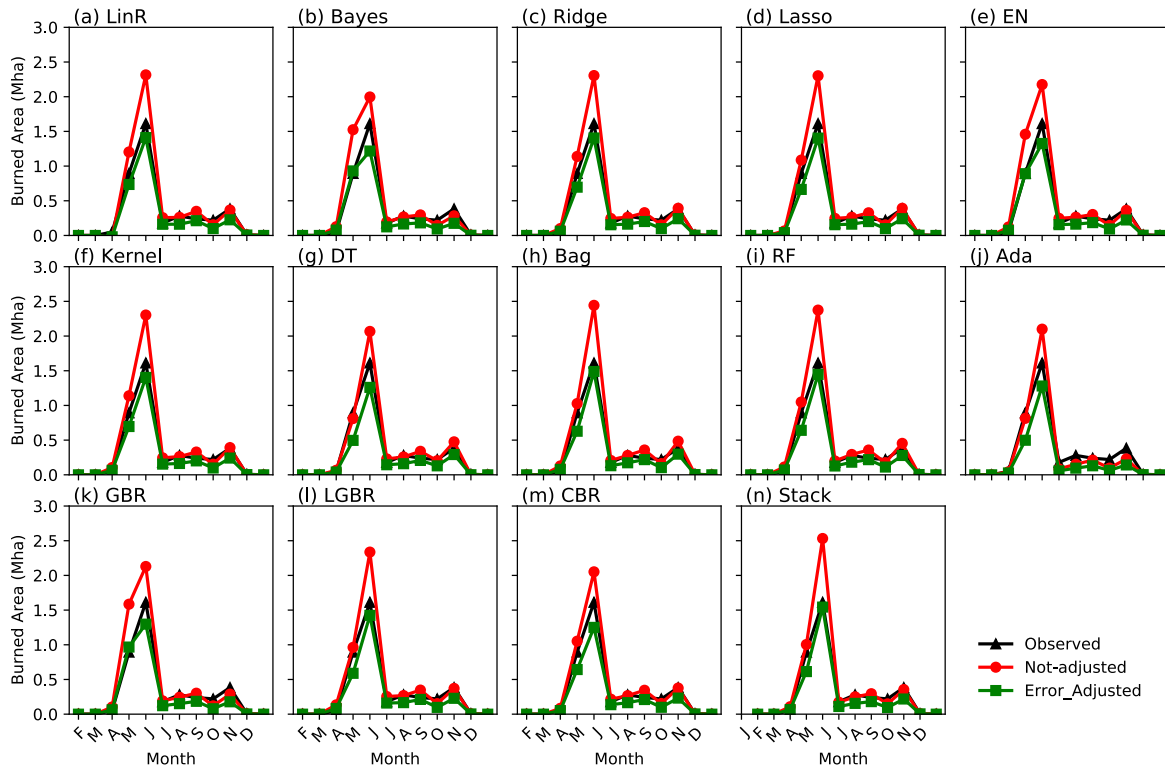 (a) LinR (b) Bayes (c) Ridge (d) Lasso (e) EN
3.0
2.5
2.0
1.5
1.0
0.5
0.0
Burned Area (Mha)
(f) Kernel (g) DT (h) Bag (i) RF (j) Ada
3.0
2.5
2.0
1.5
1.0
0.5
0.0
Burned Area (Mha)
(k) GBR (l) LGBR (m) CBR (n) Stack
3.0
2.5
2.0
1.5
1.0
0.5
0.0
Burned Area (Mha)
F M A M J J A S O N D F M A M J J A S O N D F M A M J J A S O N D J F M A M J J A S O N D
Month Month Month Month
Observed
Not-adjusted
Error_Adjusted